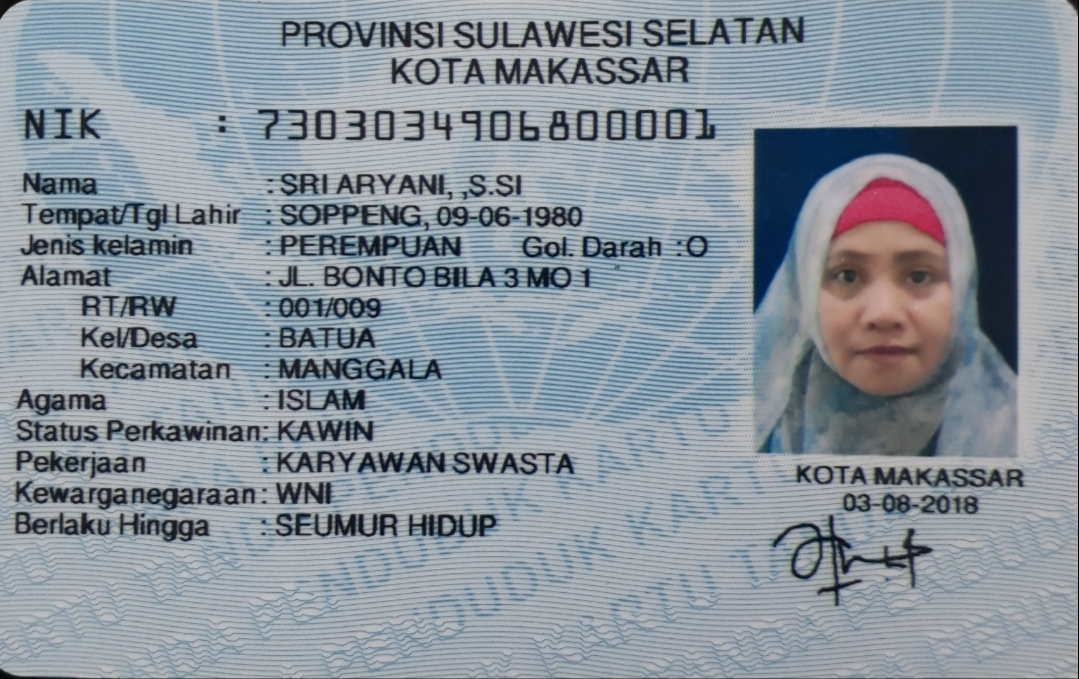 PROVINSI SULAWESI SELATAN
KOTA MAKASSAR
NIK : 7303034906800001
Nama : SRI ARYANI, ,S.SI
Tempat/Tgl Lahir : SOPPENG, 09-06-1980
Jenis kelamin : PEREMPUAN Gol. Darah : O
Alamat : JL. BONTO BILA 3 MO 1
RT/RW : 001/009
Kel/Desa : BATUA
Kecamatan : MANGGALA
Agama : ISLAM
Status Perkawinan: KAWIN
Pekerjaan : KARYAWAN SWASTA
Kewarganegaraan: WNI
Berlaku Hingga : SEUMUR HIDUP
KOTA MAKASSAR
03-08-2018